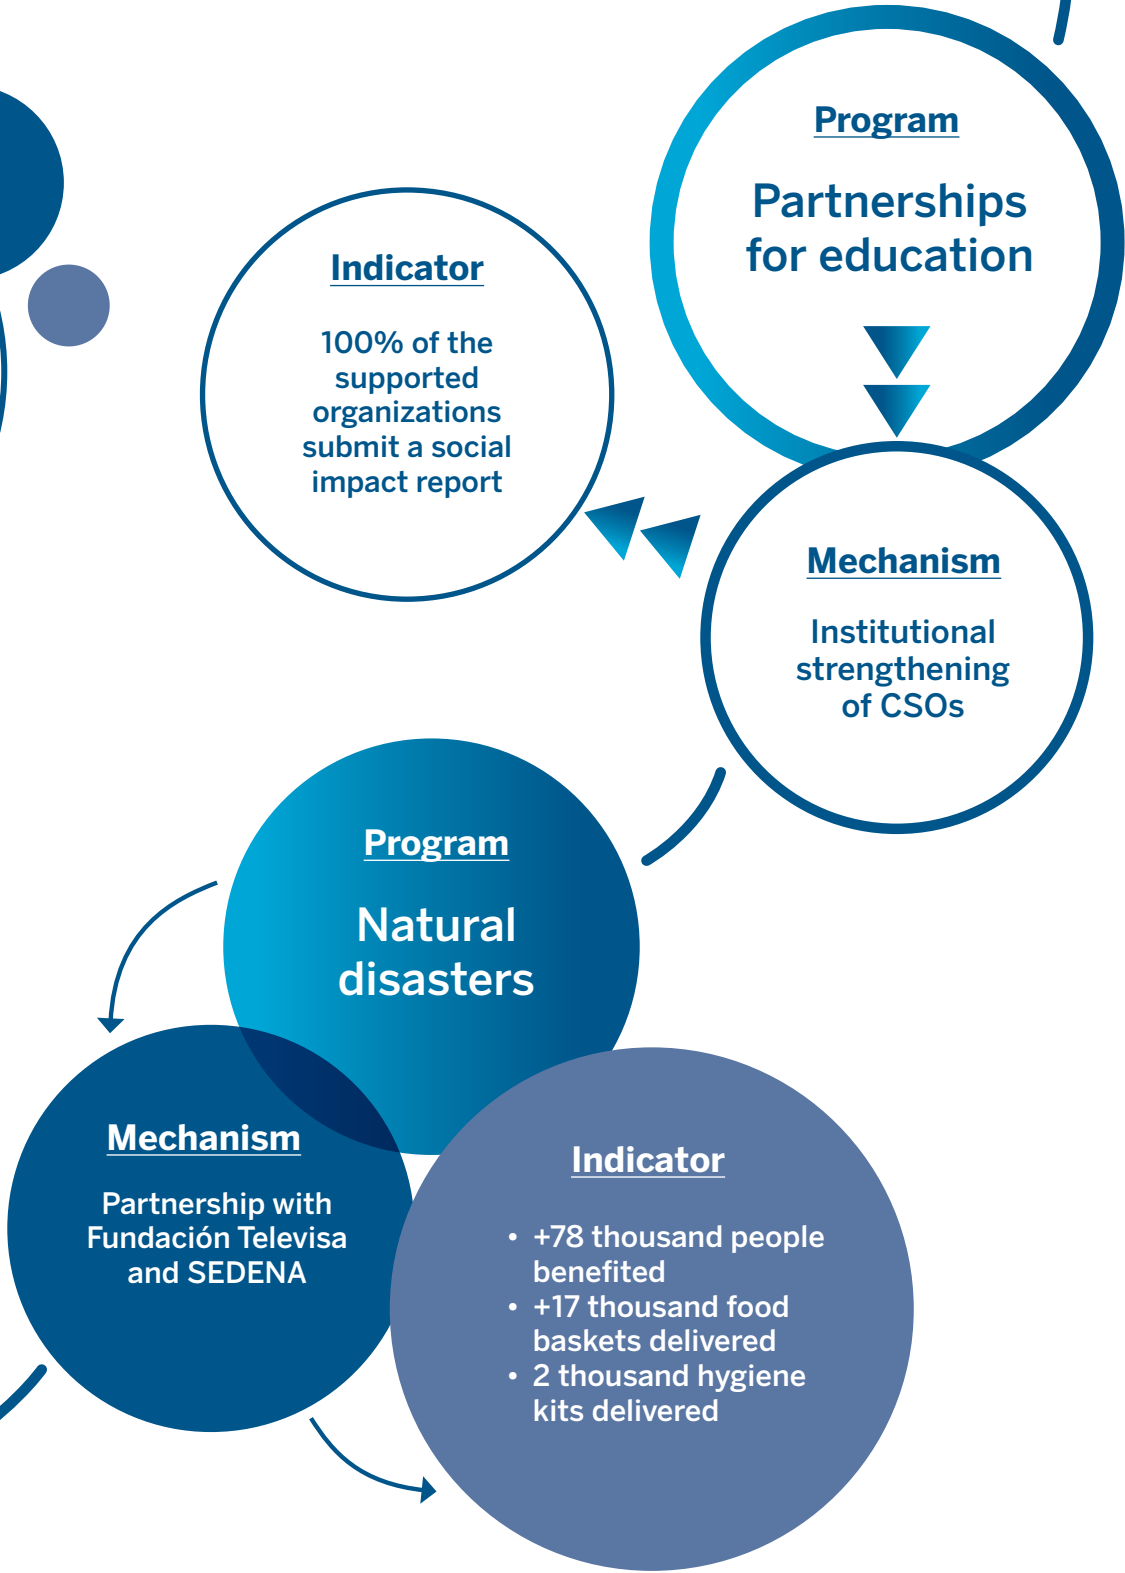 Program
Partnerships
for education
Mechanism
Institutional
strengthening
of CSOs
Indicator
100% of the
supported
organizations
submit a social
impact report
Program
Natural
disasters
Mechanism
Partnership with
Fundación Televisa
and SEDENA
Indicator
• +78 thousand people
benefited
• +17 thousand food
baskets delivered
• 2 thousand hygiene
kits delivered